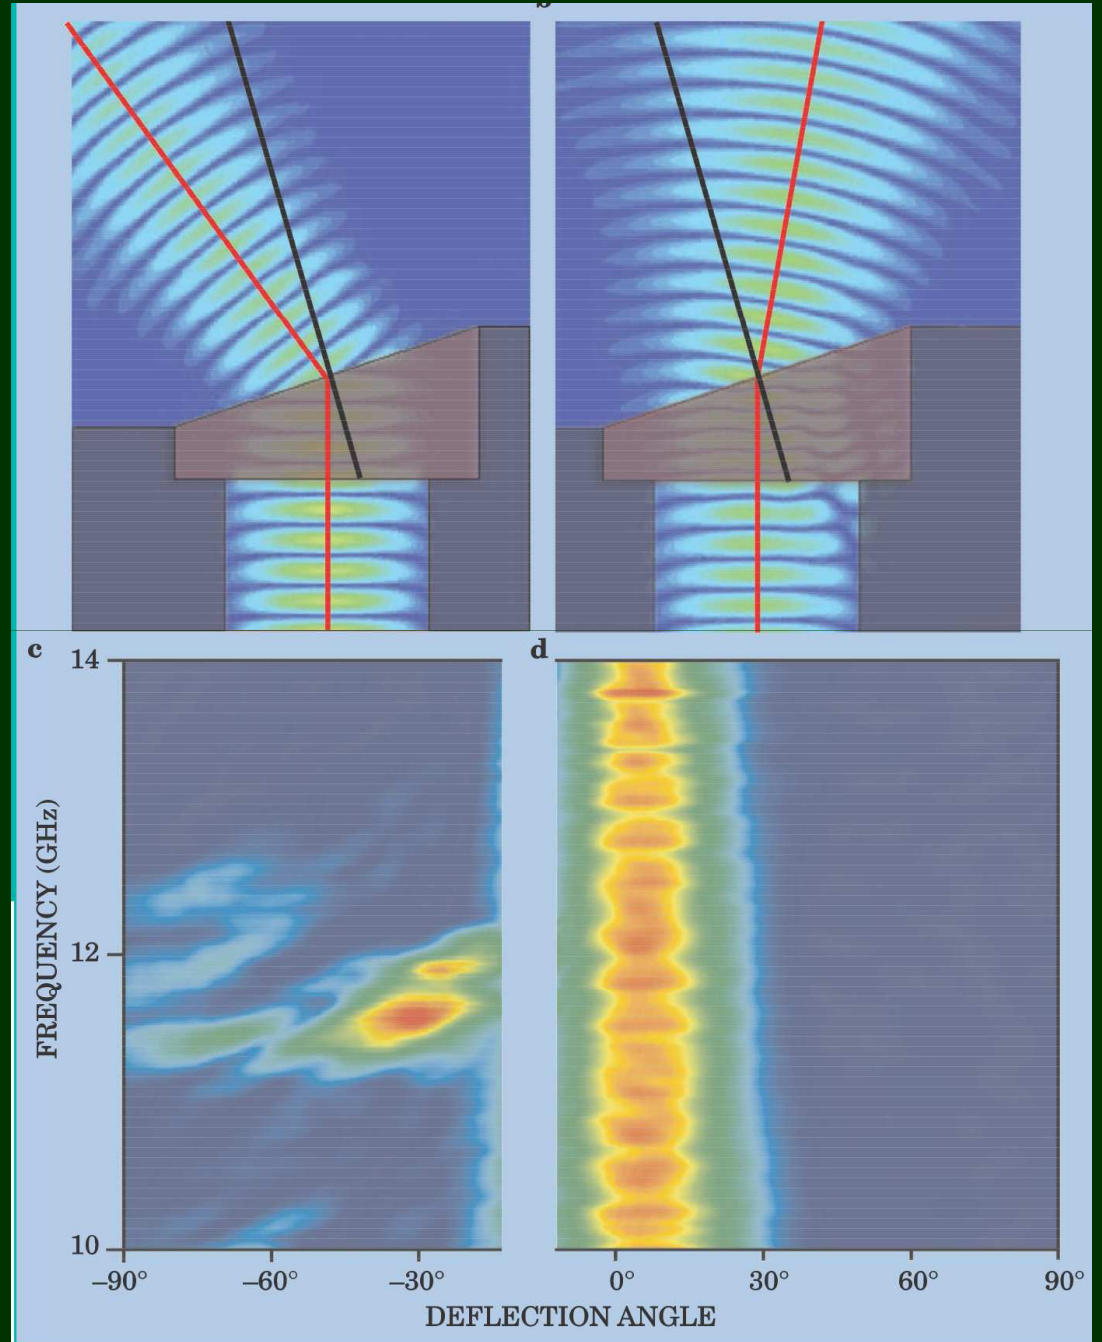 b
c
d
14
12
10
FREQUENCY (GHz)
–90° –60° –30° 0° 30° 60° 90°
DEFLECTION ANGLE